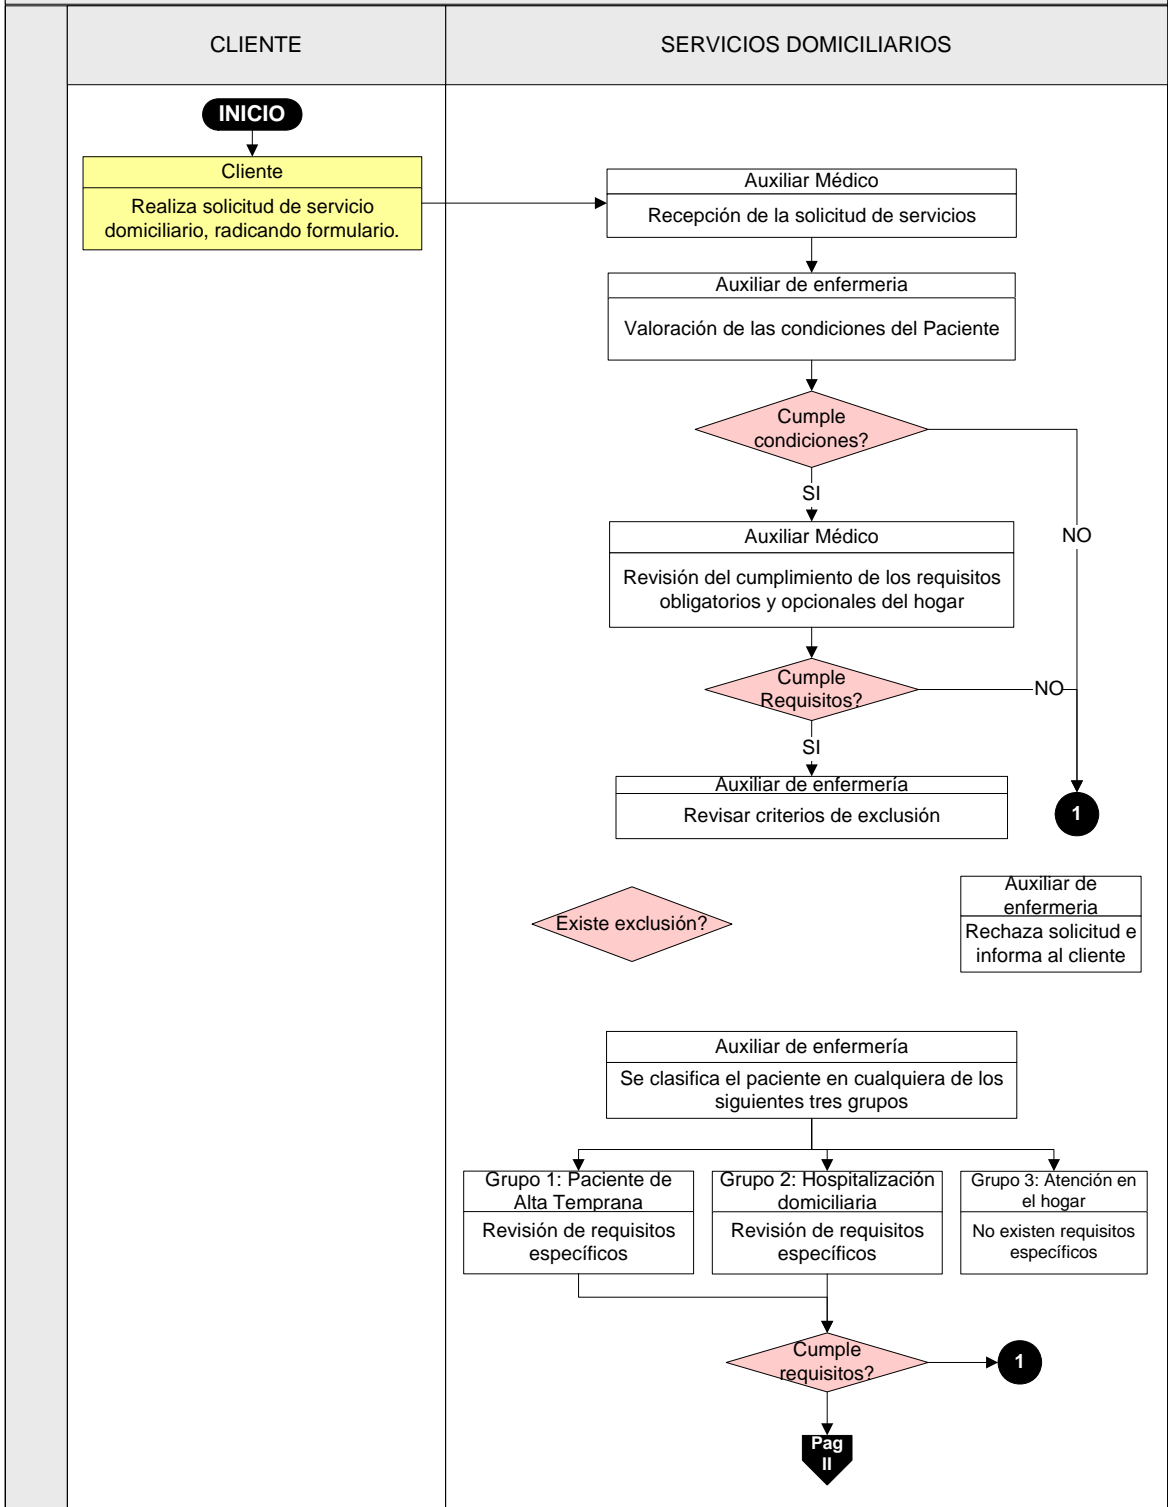 CLIENTE
SERVICIOS DOMICILIARIOS
INICIO
Cliente
Realiza solicitud de servicio
domiciliario, radicando formulario.
Auxiliar Médico
Recepción de la solicitud de servicios
Auxiliar de enfermeria
Valoración de las condiciones del Paciente
Cumple
condiciones?
SI
NO
Auxiliar Médico
Revisión del cumplimiento de los requisitos
obligatorios y opcionales del hogar
Cumple
Requisitos?
NO
SI
Auxiliar de enfermería
Revisar criterios de exclusión
1
Existe exclusión?
Auxiliar de
enfermeria
Rechaza solicitud e
informa al cliente
Auxiliar de enfermería
Se clasifica el paciente en cualquiera de los
siguientes tres grupos
Grupo 1: Paciente de
Alta Temprana
Revisión de requisitos
específicos
Grupo 2: Hospitalización
domiciliaria
Revisión de requisitos
específicos
Grupo 3: Atención en
el hogar
No existen requisitos
específicos
Cumple
requisitos?
1
Pag
II